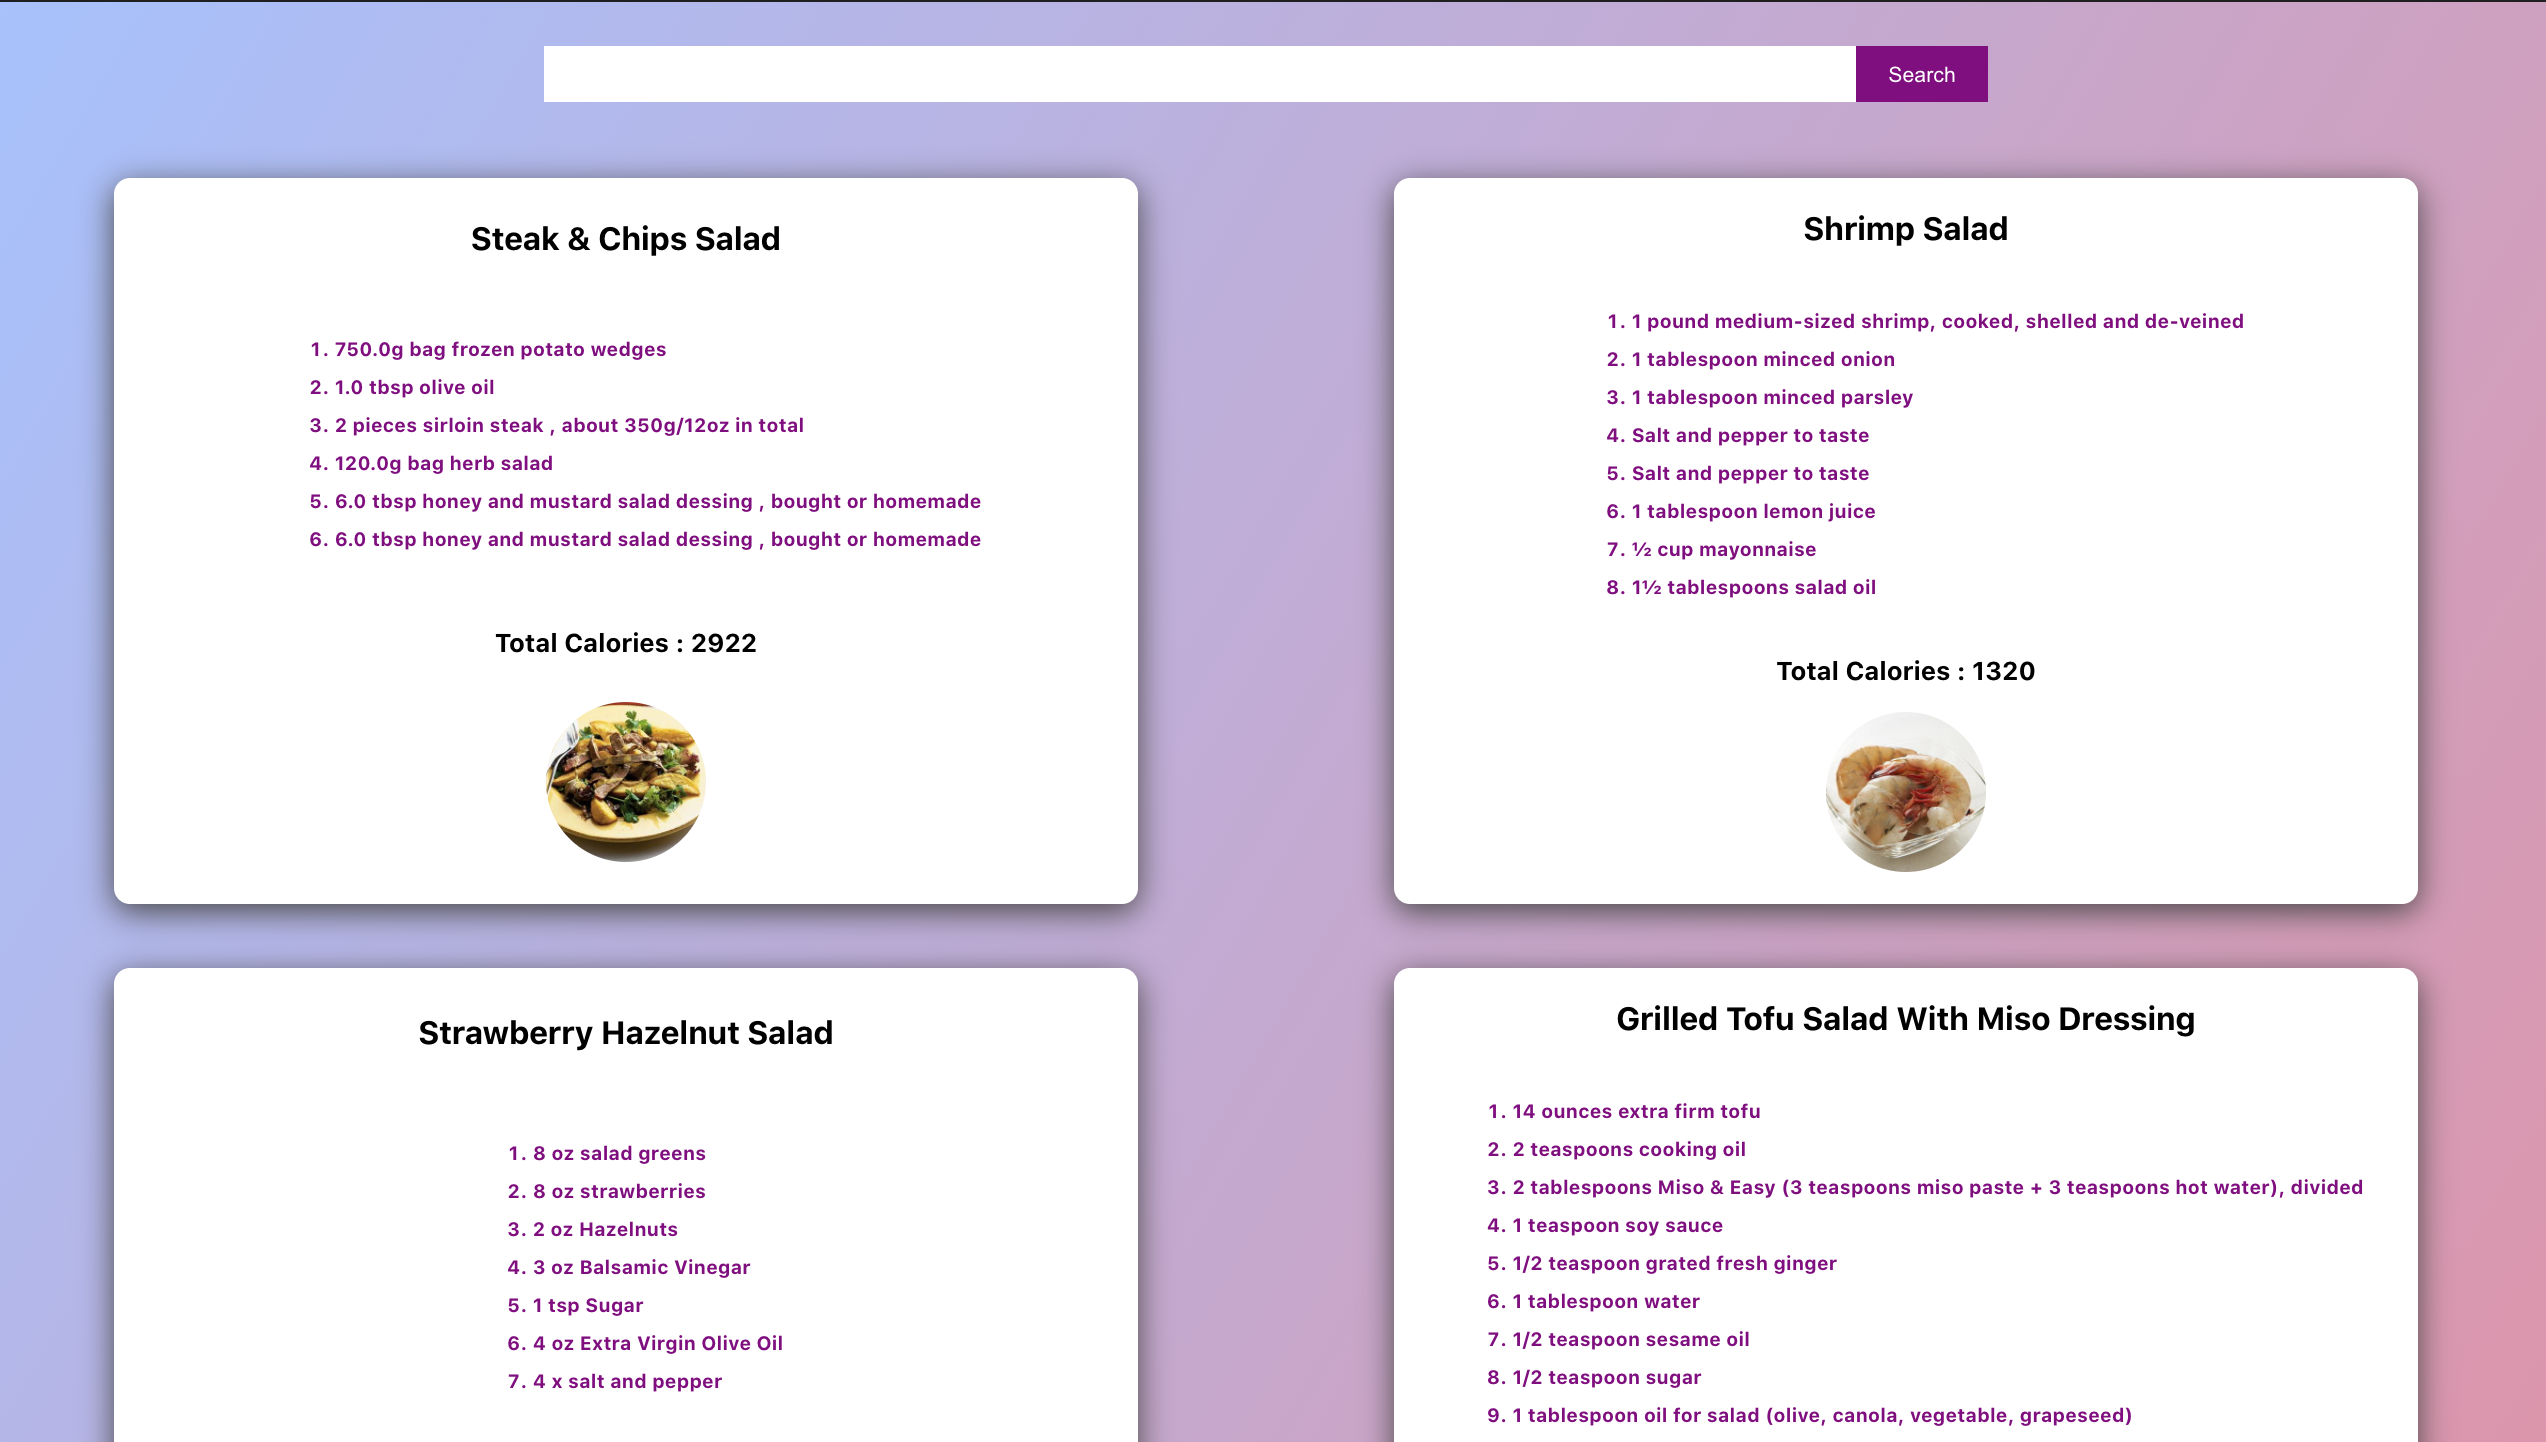 Search
Steak & Chips Salad
1. 750.0g bag frozen potato wedges
2. 1.0 tbsp olive oil
3. 2 pieces sirloin steak , about 350g/12oz in total
4. 120.0g bag herb salad
5. 6.0 tbsp honey and mustard salad dessing , bought or homemade
6. 6.0 tbsp honey and mustard salad dessing , bought or homemade
Total Calories : 2922
Shrimp Salad
1. 1 pound medium-sized shrimp, cooked, shelled and de-veined
2. 1 tablespoon minced onion
3. 1 tablespoon minced parsley
4. Salt and pepper to taste
5. Salt and pepper to taste
6. 1 tablespoon lemon juice
7. ½ cup mayonnaise
8. 1½ tablespoons salad oil
Total Calories : 1320
Strawberry Hazelnut Salad
1. 8 oz salad greens
2. 8 oz strawberries
3. 2 oz Hazelnuts
4. 3 oz Balsamic Vinegar
5. 1 tsp Sugar
6. 4 oz Extra Virgin Olive Oil
7. 4 x salt and pepper
Grilled Tofu Salad With Miso Dressing
1. 14 ounces extra firm tofu
2. 2 teaspoons cooking oil
3. 2 tablespoons Miso & Easy (3 teaspoons miso paste + 3 teaspoons hot water), divided
4. 1 teaspoon soy sauce
5. 1/2 teaspoon grated fresh ginger
6. 1 tablespoon water
7. 1/2 teaspoon sesame oil
8. 1/2 teaspoon sugar
9. 1 tablespoon oil for salad (olive, canola, vegetable, grapeseed)